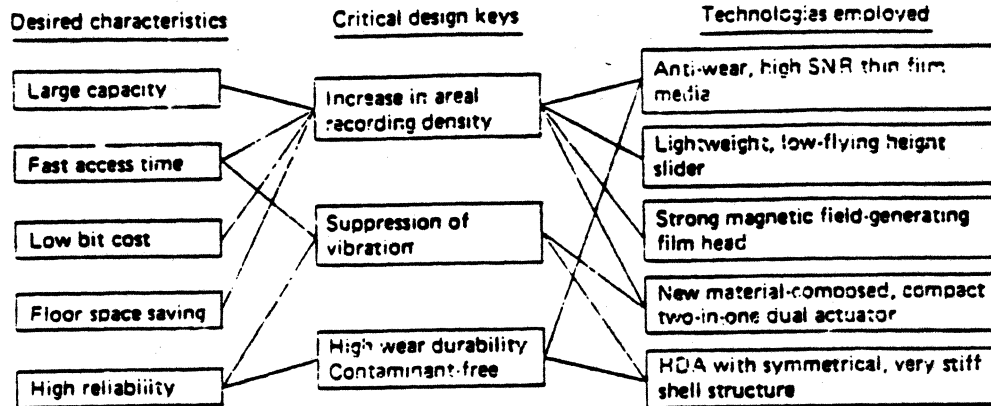 Desired characteristics
Critical design keys
Technologies employed
Large capacity
Fast access time
Low bit cost
Floor space saving
High reliability
Increase in areal
recording density
Suppression of
vibration
High wear durability
Contaminant-free
Anti-wear, high SNR thin film
media
Lightweight, low-flying height
slider
Strong magnetic field-generating
film head
New material-composed, compact
two-in-one dual actuator
HDA with symmetrical, very stiff
shell structure